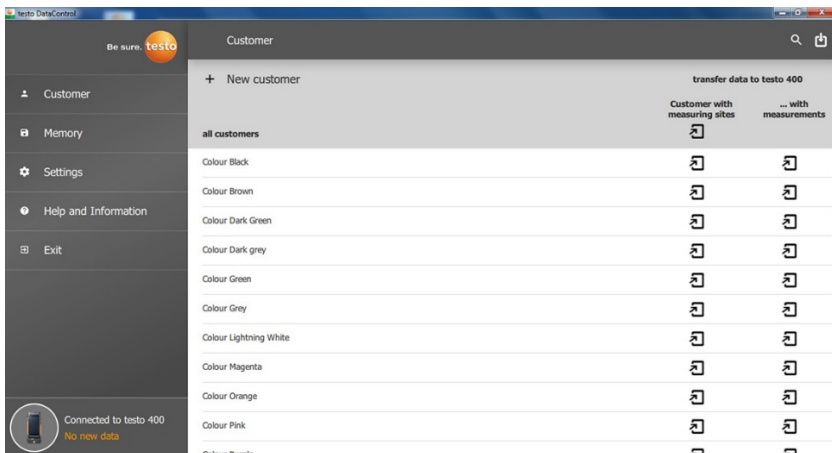 testo DataControl
Be sure. testo
Customer
Memory
Settings
Help and Information
Exit
Connected to testo 400
No new data
Customer
+ New customer
transfer data to testo 400
Customer with
measuring sites
... with
measurements
all customers
Colour Black
Colour Brown
Colour Dark Green
Colour Dark grey
Colour Green
Colour Grey
Colour Lightning White
Colour Magenta
Colour Orange
Colour Pink